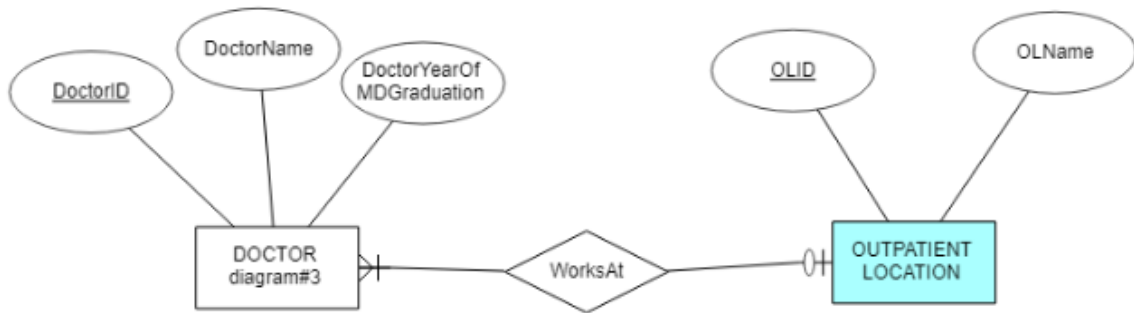 DoctorID
DoctorName
DoctorYearOf
MDGraduation
OLID
OLName
DOCTOR
diagram#3
WorksAt
OUTPATIENT
LOCATION